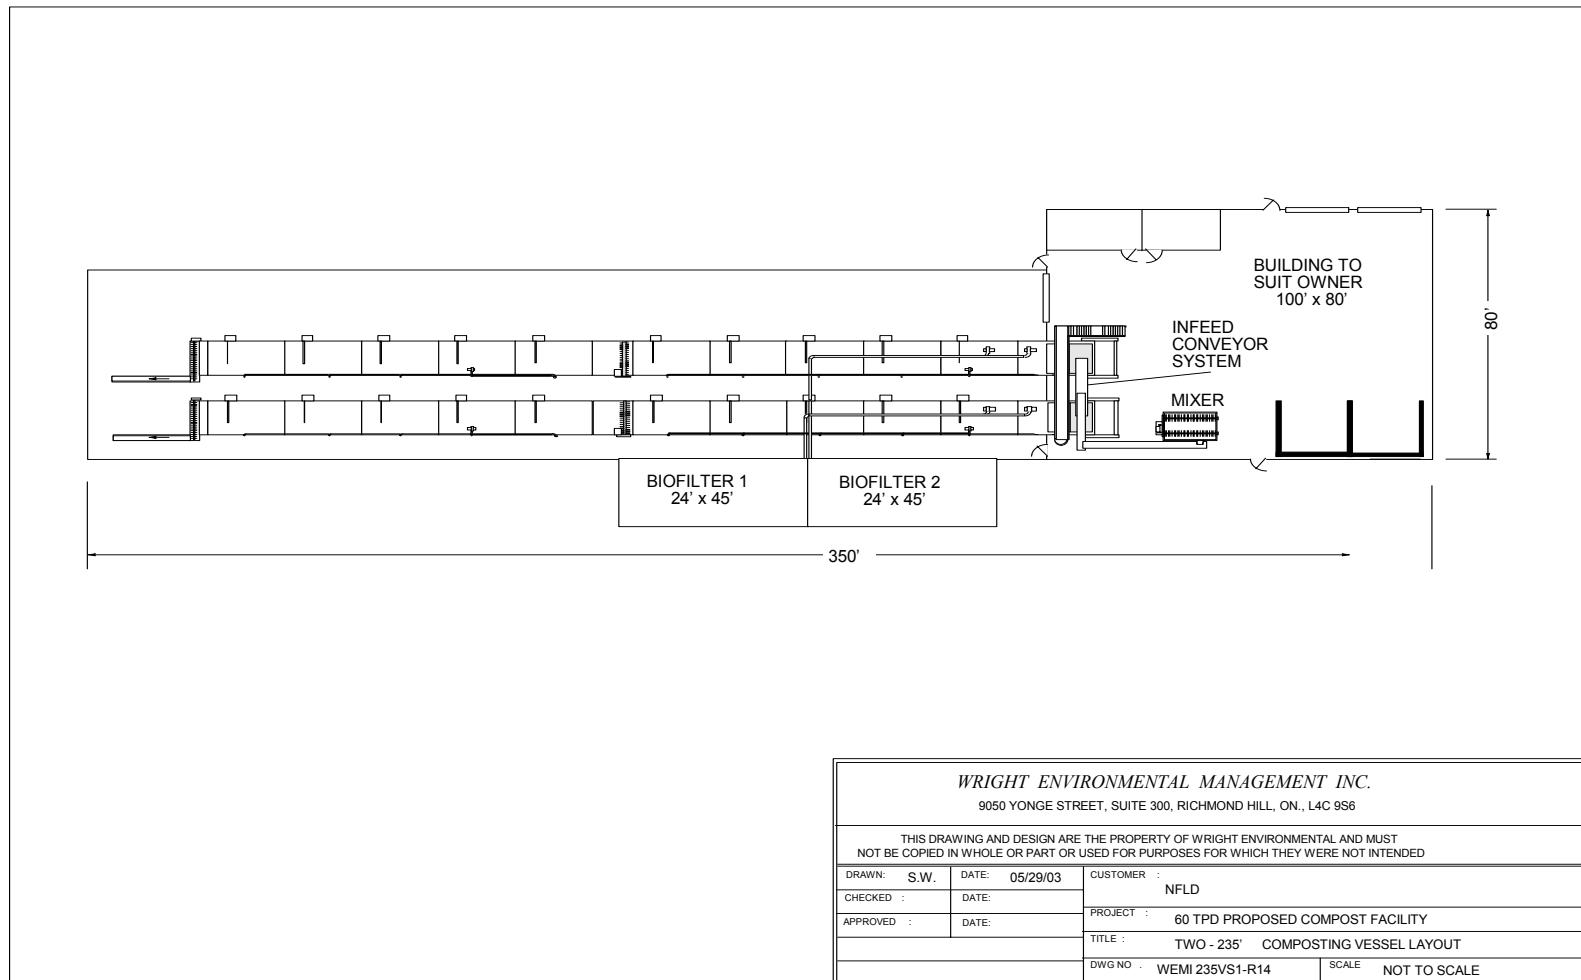 BUILDING TO
SUIT OWNER
100' x 80'
80'
INFEED
CONVEYOR
SYSTEM
MIXER
BIOFILTER 1
24' x 45'
BIOFILTER 2
24' x 45'
350'
WRIGHT ENVIRONMENTAL MANAGEMENT INC.
9050 YONGE STREET, SUITE 300, RICHMOND HILL, ON., L4C 9S6
THIS DRAWING AND DESIGN ARE THE PROPERTY OF WRIGHT ENVIRONMENTAL AND MUST
NOT BE COPIED IN WHOLE OR PART OR USED FOR PURPOSES FOR WHICH THEY WERE NOT INTENDED
DRAWN: S.W. DATE: 05/29/03
CHECKED : DATE:
APPROVED : DATE:
CUSTOMER :
NFLD
PROJECT : 60 TPD PROPOSED COMPOST FACILITY
TITLE : TWO - 235' COMPOSTING VESSEL LAYOUT
DWG NO . WEMI 235VS1-R14 SCALE NOT TO SCALE